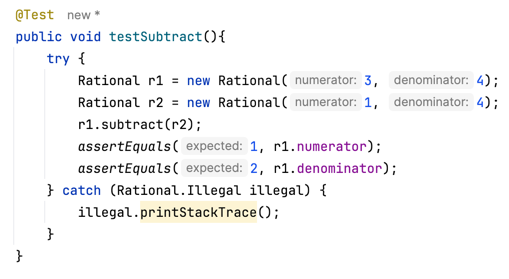 @Test new *
public void testSubtract(){
try {
Rational r1 = new Rational( numerator: 3, denominator: 4);
Rational r2 = new Rational( numerator: 1, denominator: 4);
r1.subtract(r2);
assertEquals( expected: 1, r1.numerator);
assertEquals( expected: 2, r1.denominator);
} catch (Rational.Illegal illegal) {
illegal.printStackTrace();
}
}